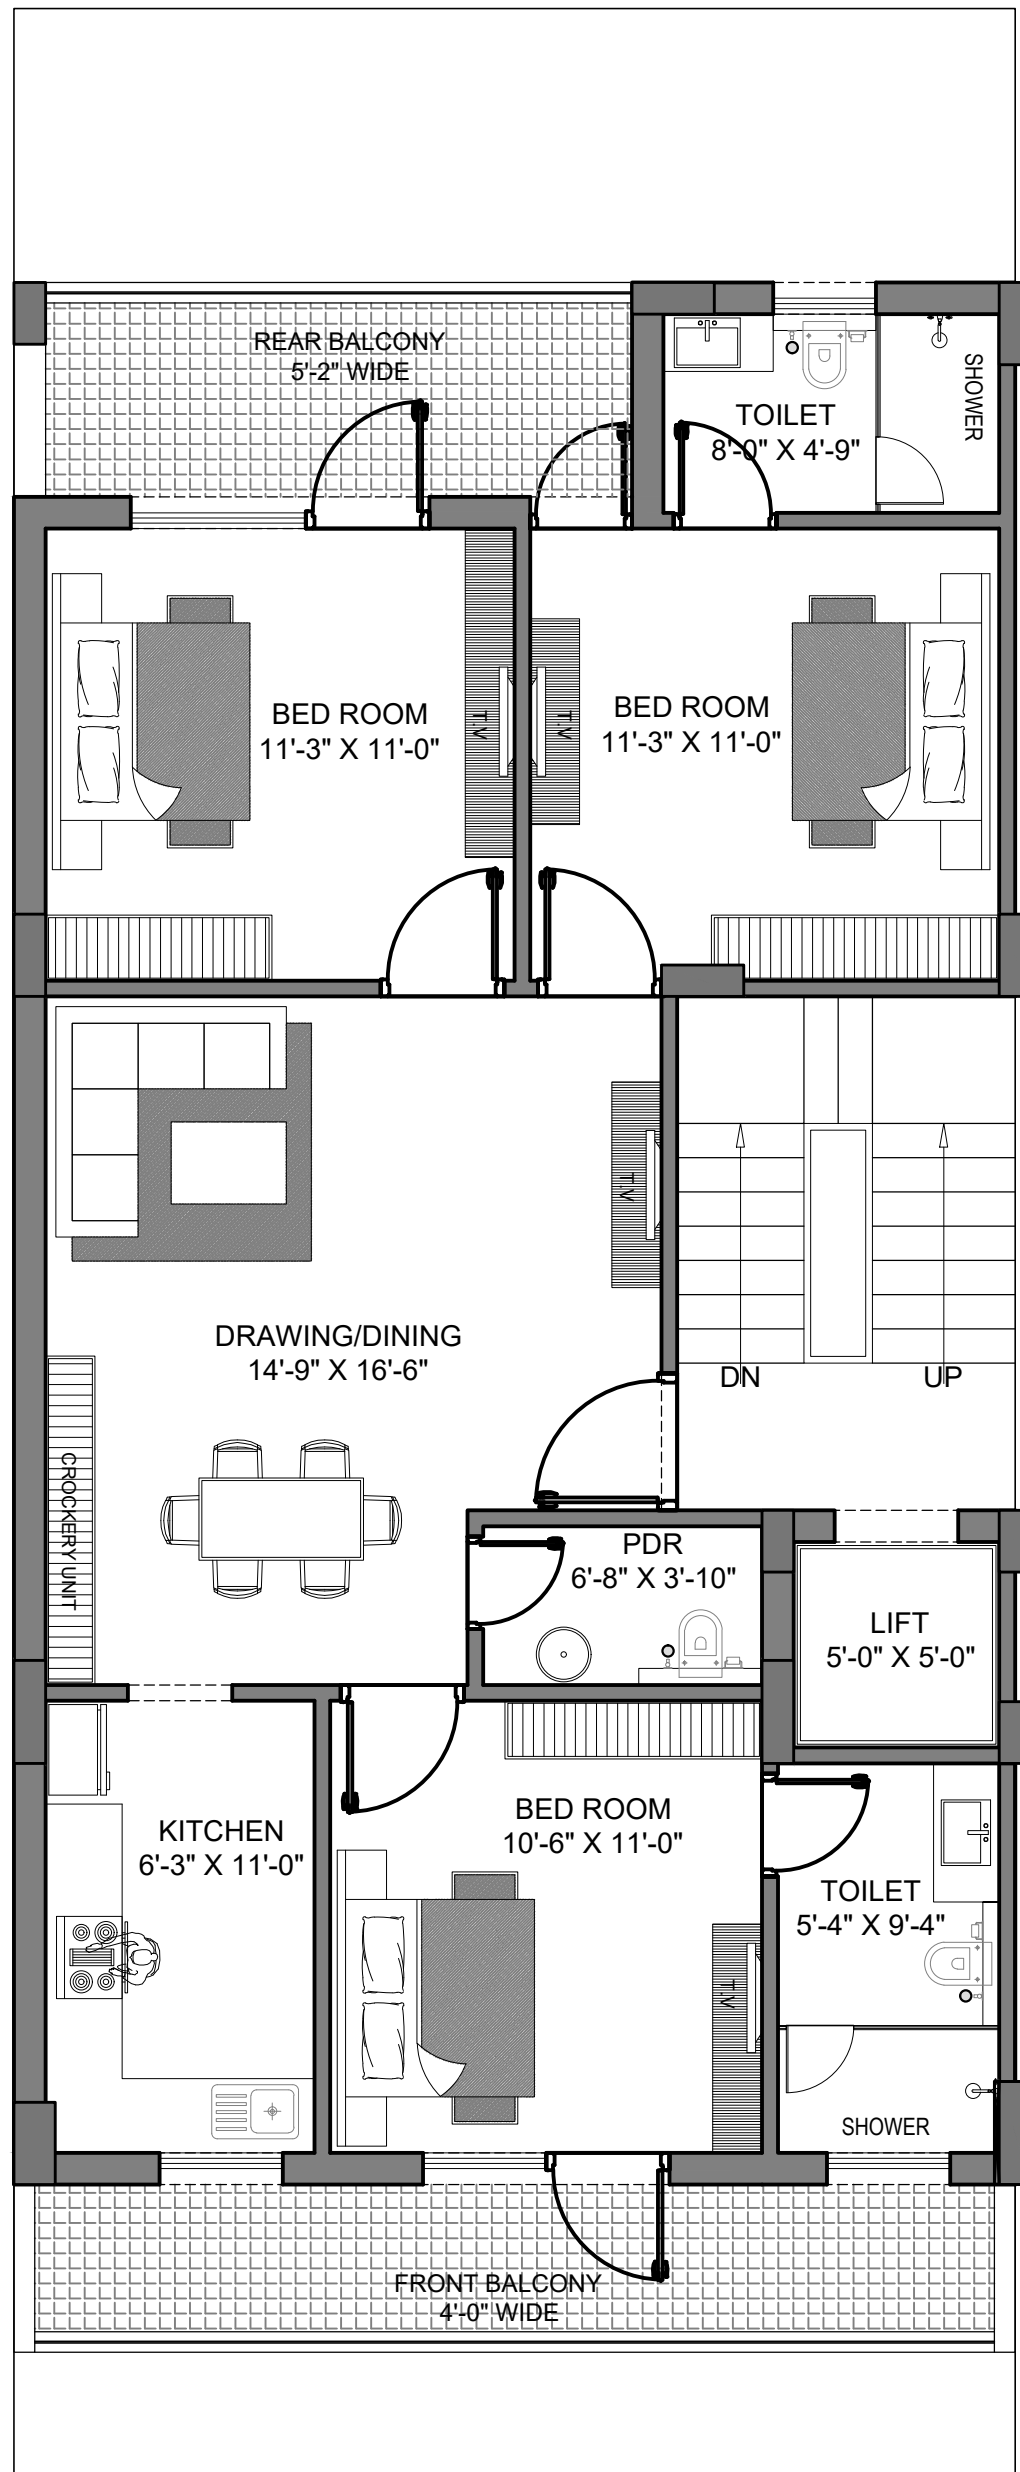 REAR BALCONY
5'-2" WIDE
SHOWER
TOILET
8'-0" X 4'-9"
BED ROOM
11'-3" X 11'-0"
T.V
T.V
BED ROOM
11'-3" X 11'-0"
T.V
DRAWING/DINING
14'-9" X 16'-6"
DN
UP
CROCKERY UNIT
PDR
6'-8" X 3'-10"
LIFT
5'-0" X 5'-0"
KITCHEN
6'-3" X 11'-0"
BED ROOM
10'-6" X 11'-0"
TOILET
5'-4" X 9'-4"
T.V
SHOWER
FRONT BALCONY
4'-0" WIDE